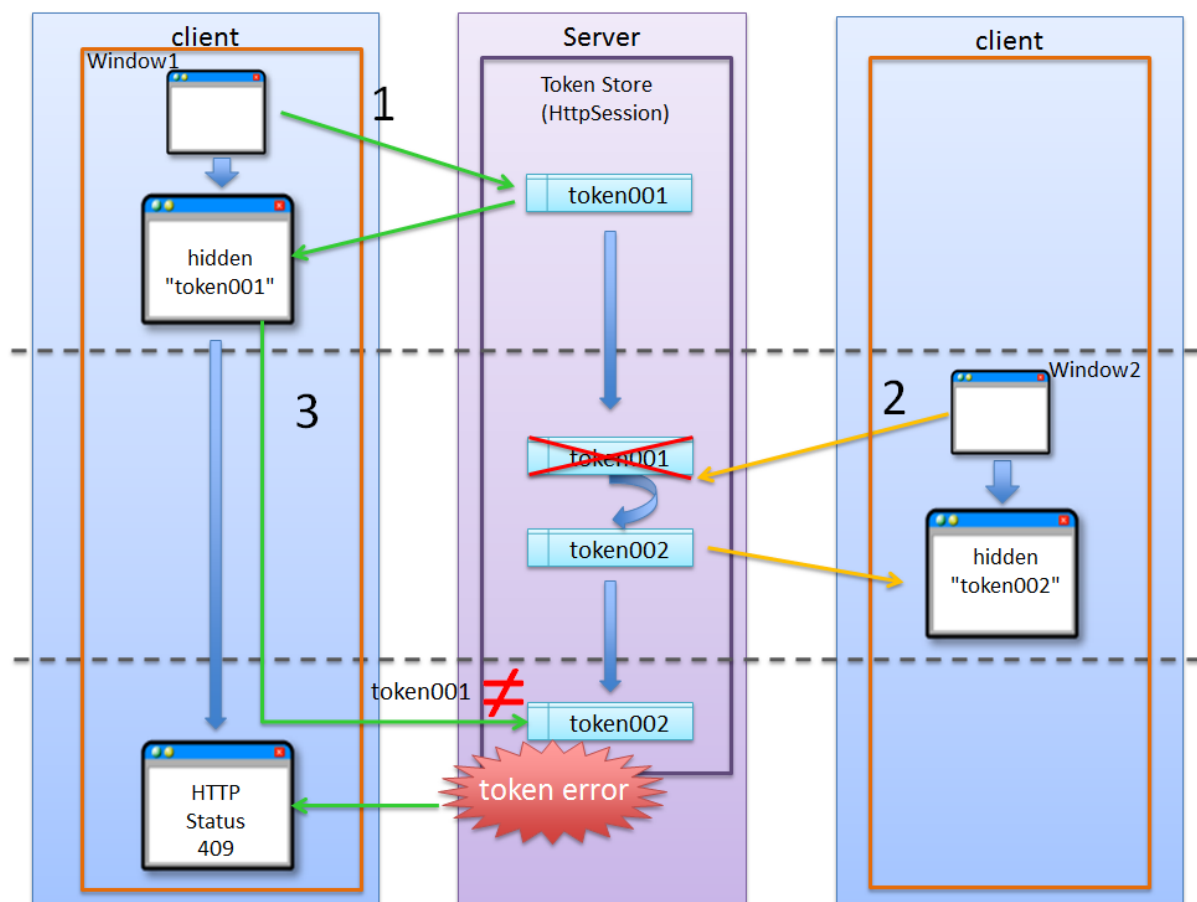 client
Server
client
Window1
Token Store
(HttpSession)
1
token001
hidden
"token001"
3
2
Window2
token001
token002
hidden
"token002"
token001
≠
token002
token error
HTTP
Status
409